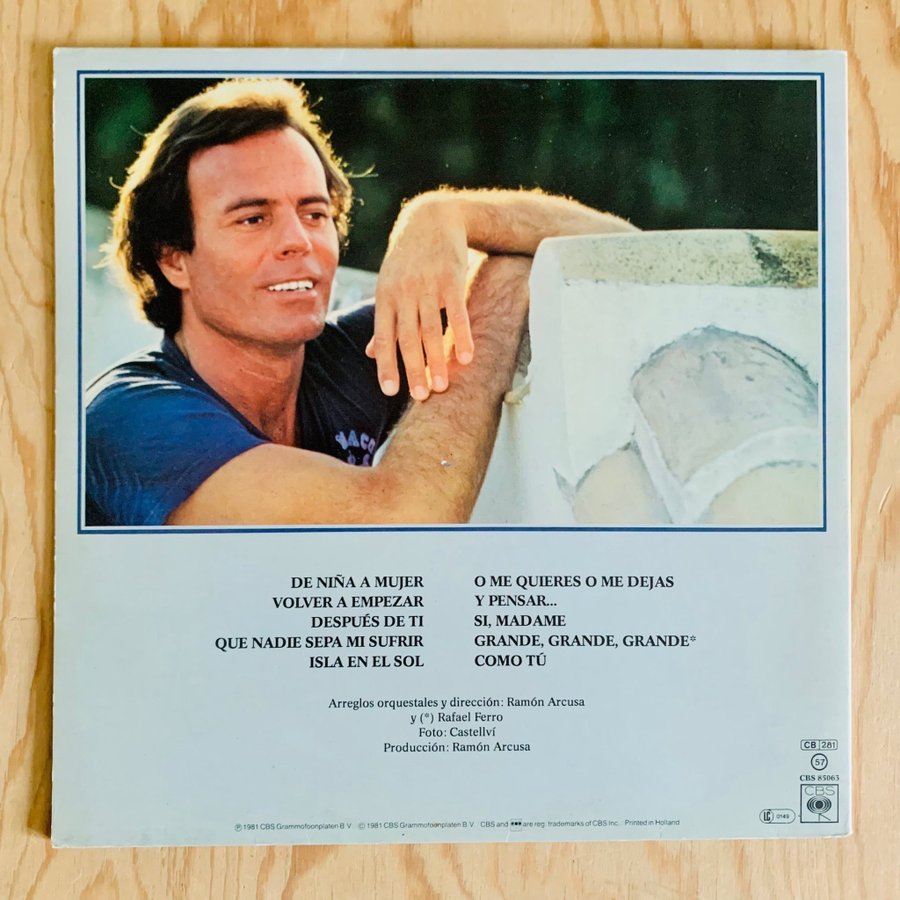 DE NIÑA A MUJER
VOLVER A EMPEZAR
DESPUÉS DE TI
QUE NADIE SEPA MI SUFRIR
ISLA EN EL SOL
O ME QUIERES O ME DEJAS
Y PENSAR...
SI, MADAME
GRANDE, GRANDE, GRANDE*
COMO TÚ
Arreglos orquestales y dirección: Ramón Arcusa
y (*) Rafael Ferro
Foto: Castellví
Producción: Ramón Arcusa
CB 281
57
CBS 85063
CBS
LC 0149
℗ 1981 CBS Grammofoonplaten B.V. © 1981 CBS Grammofoonplaten B.V. CBS and are reg. trademarks of CBS Inc. Printed in Holland